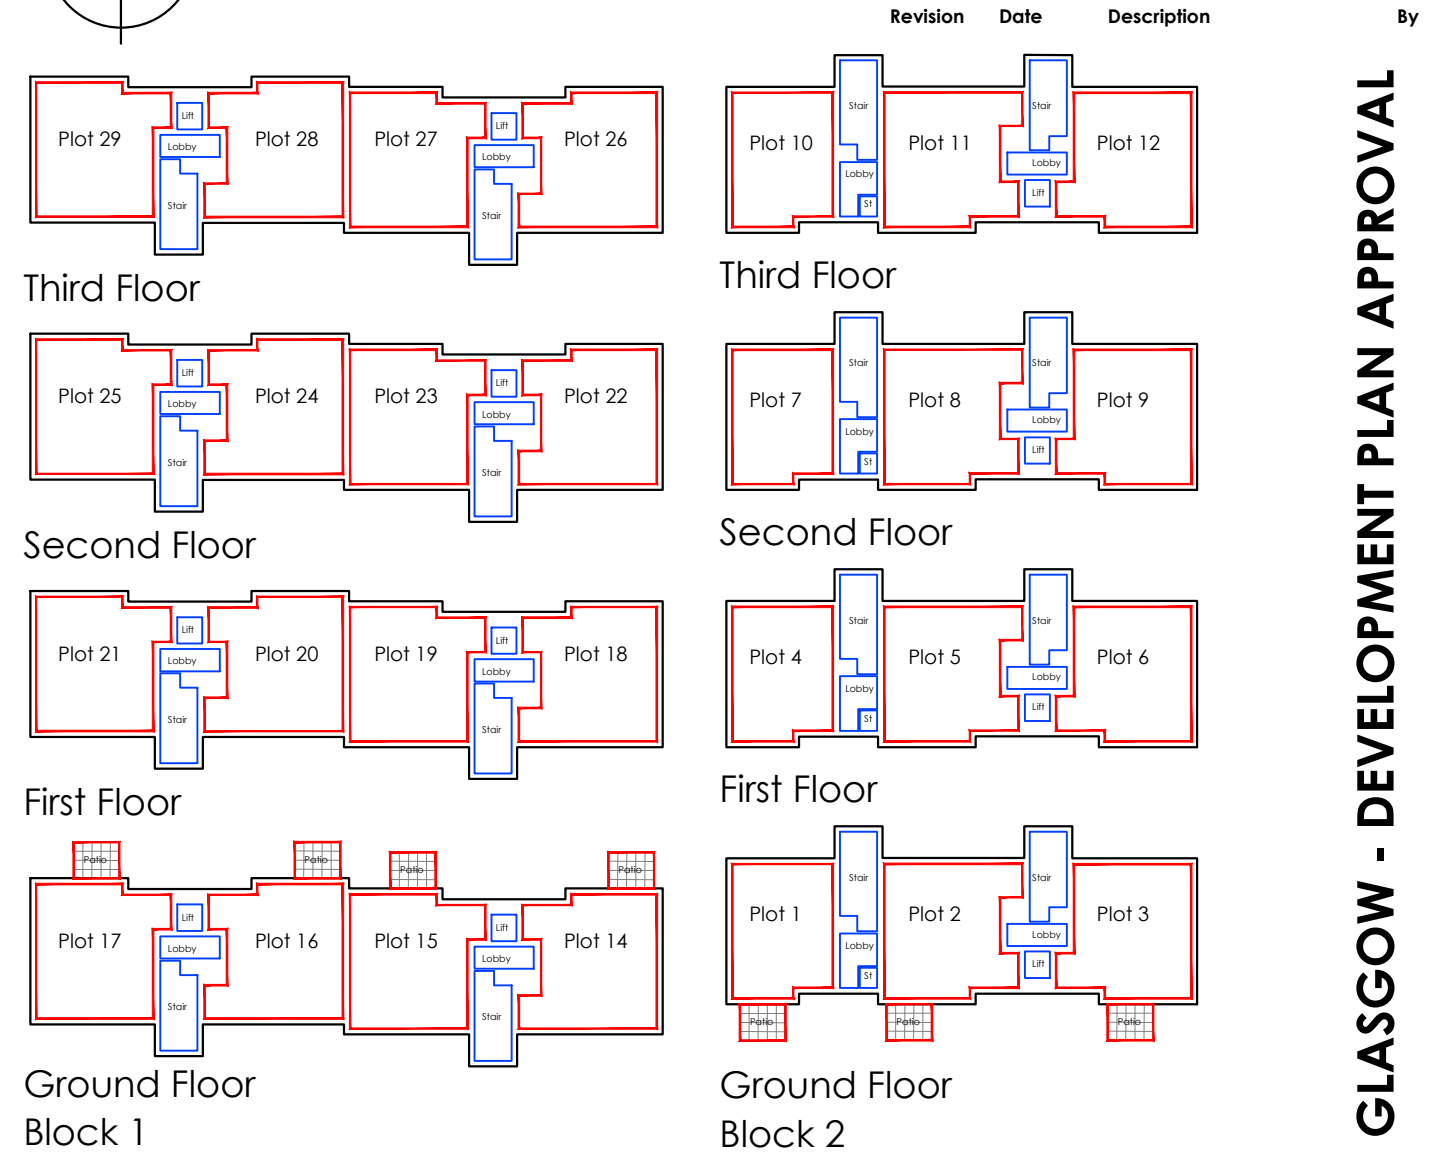 Revision Date Description By
Plot 29 Lift Lobby Stair Plot 28 Plot 27 Lift Lobby Stair Plot 26
Third Floor
Plot 25 Lift Lobby Stair Plot 24 Plot 23 Lift Lobby Stair Plot 22
Second Floor
Plot 21 Lift Lobby Stair Plot 20 Plot 19 Lift Lobby Stair Plot 18
First Floor
Patio Patio Patio Patio
Plot 17 Lift Lobby Stair Plot 16 Plot 15 Lift Lobby Stair Plot 14
Ground Floor
Block 1
Plot 10 Stair Lobby St Plot 11 Stair Lobby Lift Plot 12
Third Floor
Plot 7 Stair Lobby St Plot 8 Stair Lobby Lift Plot 9
Second Floor
Plot 4 Stair Lobby St Plot 5 Stair Lobby Lift Plot 6
First Floor
Plot 1 Stair Lobby St Plot 2 Stair Lobby Lift Plot 3
Patio Patio Patio
Ground Floor
Block 2
GLASGOW - DEVELOPMENT PLAN APPROVAL